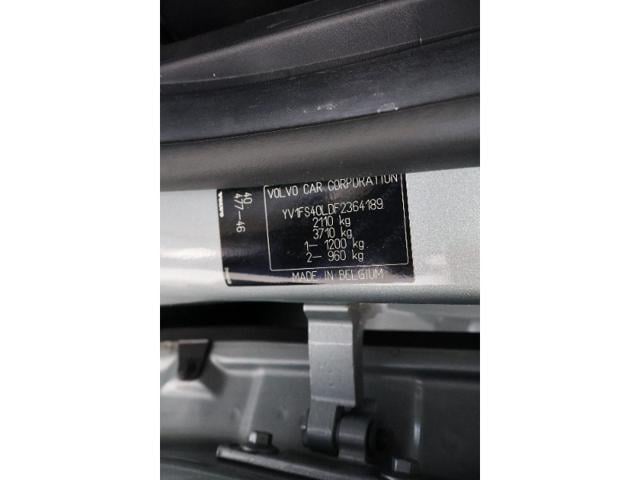 VOLVO CAR CORPORATION
YV1FS40LDF2364189
2110 kg
3710 kg
1- 1200 kg
2- 960 kg
MADE IN BELGIUM
40.
477-46
VOLVO